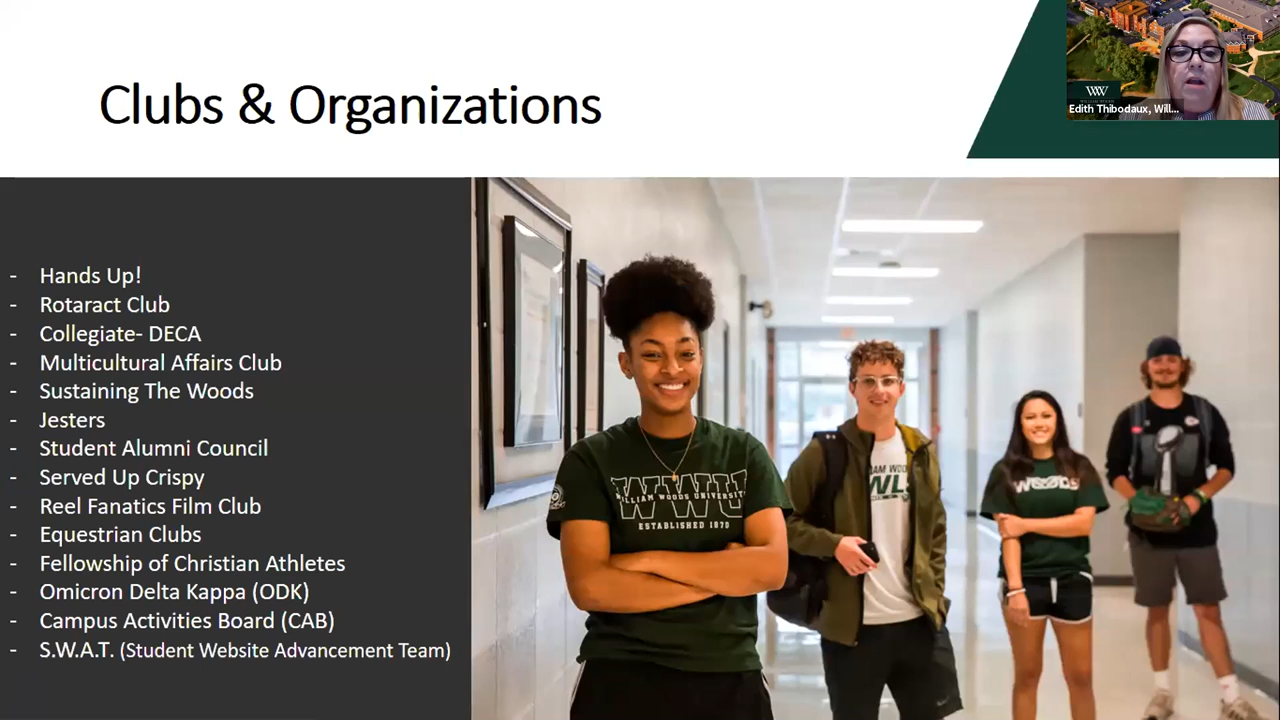 Clubs & Organizations
Edith Thibodaux, Will...
- Hands Up!
- Rotaract Club
- Collegiate- DECA
- Multicultural Affairs Club
- Sustaining The Woods
- Jesters
- Student Alumni Council
- Served Up Crispy
- Reel Fanatics Film Club
- Equestrian Clubs
- Fellowship of Christian Athletes
- Omicron Delta Kappa (ODK)
- Campus Activities Board (CAB)
- S.W.A.T. (Student Website Advancement Team)
WWU
WILLIAM WOODS UNIVERSITY
ESTABLISHED 1870
WOODS